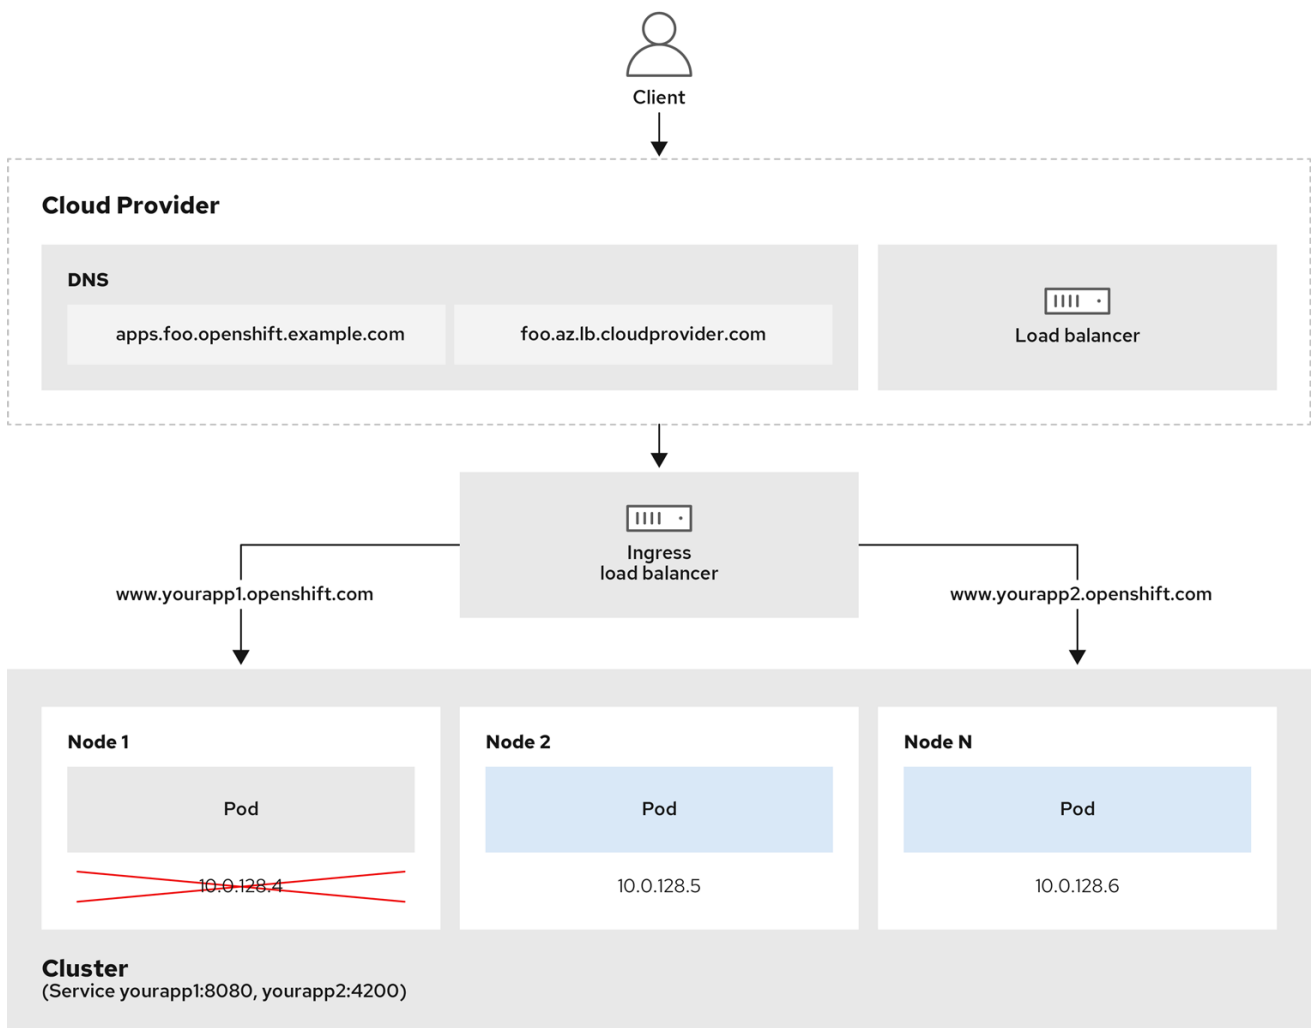 Client
Cloud Provider
DNS
apps.foo.openshift.example.com
foo.az.lb.cloudprovider.com
Load balancer
Ingress
load balancer
www.yourapp1.openshift.com
www.yourapp2.openshift.com
Node 1
Pod
10.0.128.4
Node 2
Pod
10.0.128.5
Node N
Pod
10.0.128.6
Cluster
(Service yourapp1:8080, yourapp2:4200)